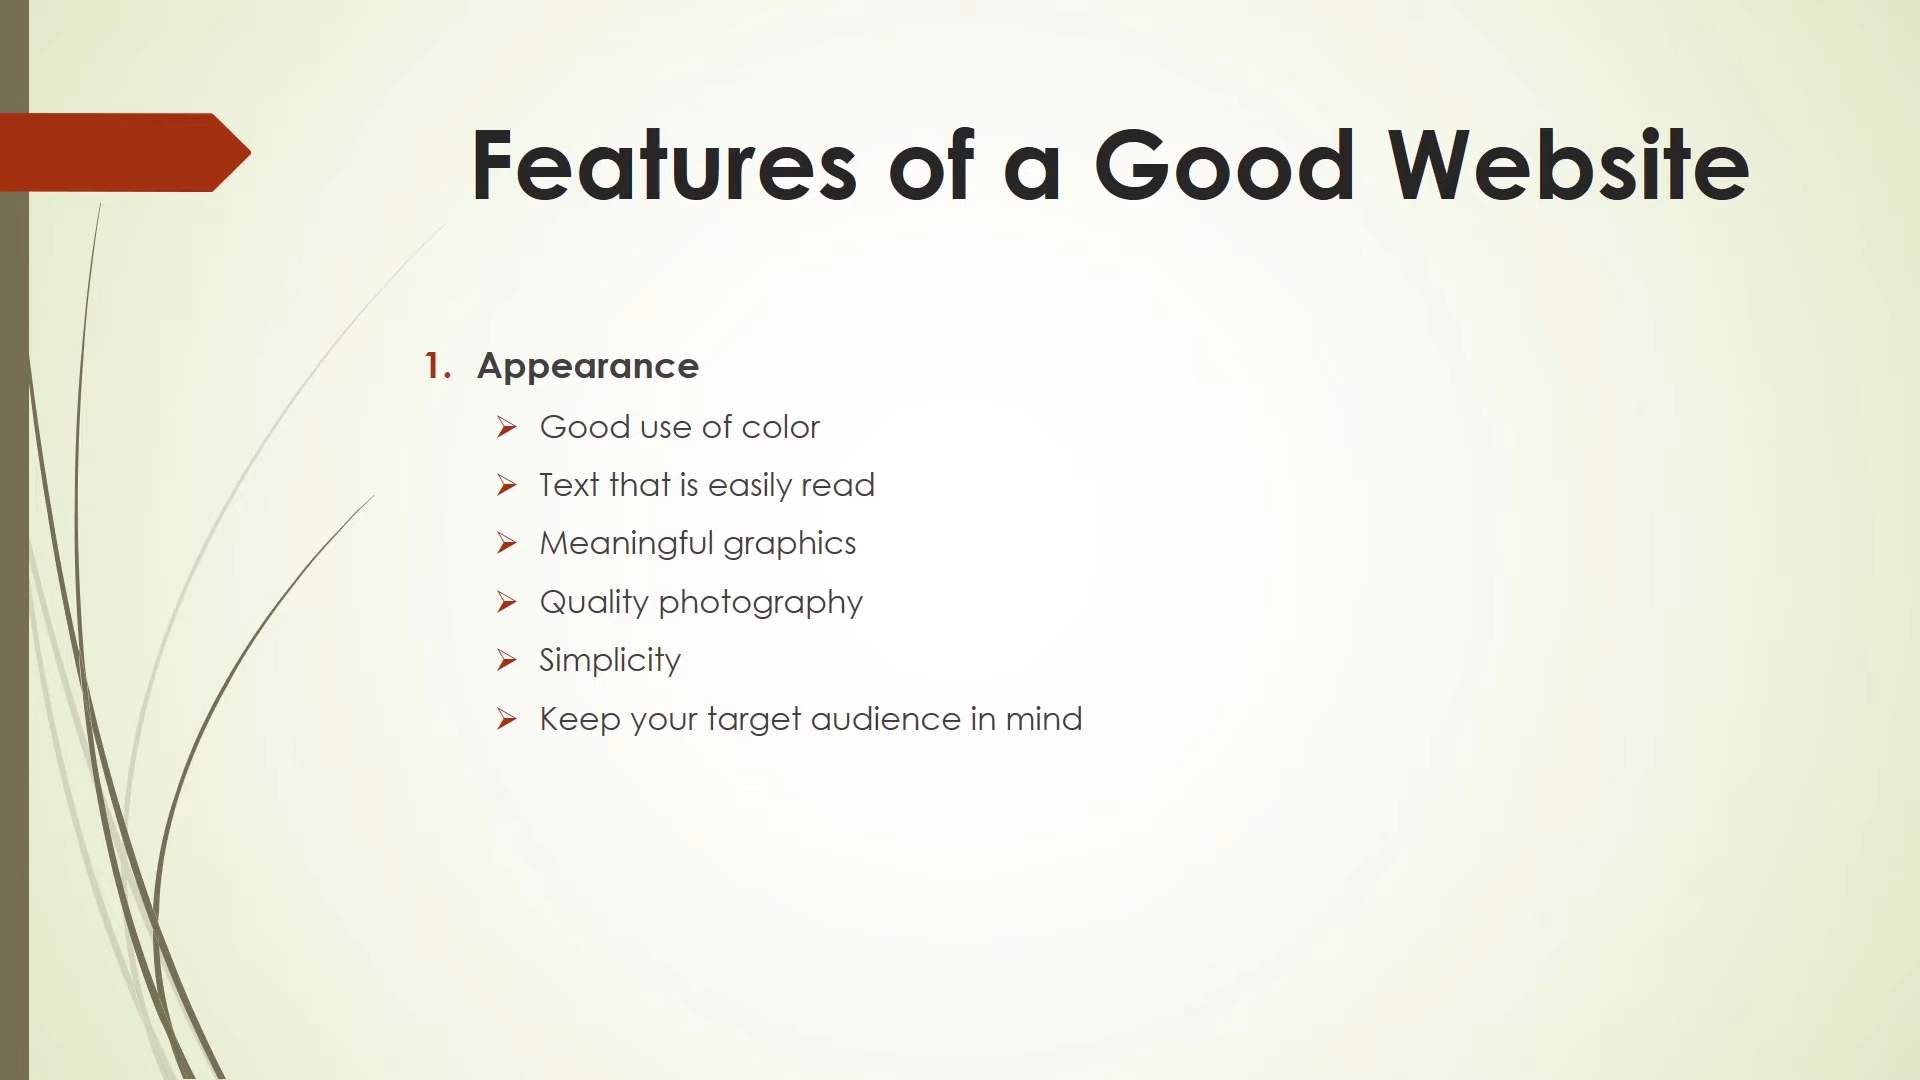 Features of a Good Website
1. Appearance
Good use of color
Text that is easily read
Meaningful graphics
Quality photography
Simplicity
Keep your target audience in mind